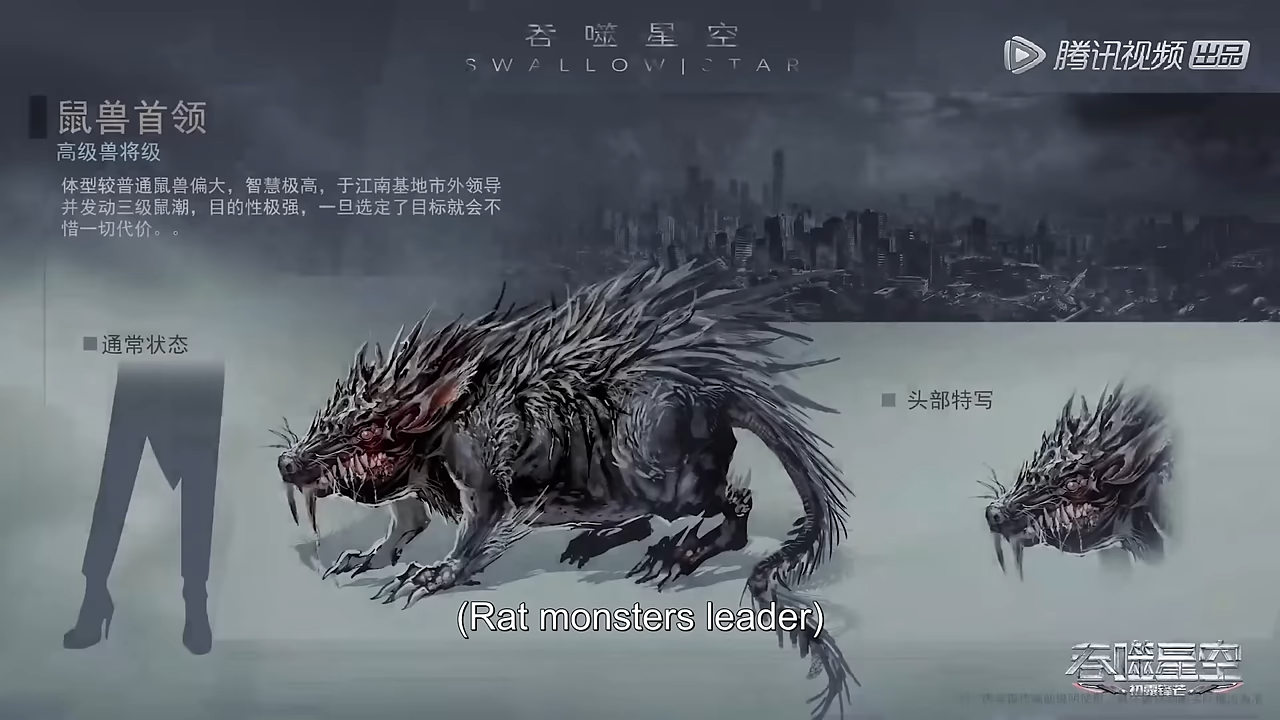 吞噬星空
SWALLOW|STAR
腾讯视频 出品
鼠兽首领
高级兽将级
体型较普通鼠兽偏大，智慧极高，于江南基地市外领导
并发动三级鼠潮，目的性极强，一旦选定了目标就会不
惜一切代价。。
通常状态
头部特写
(Rat monsters leader)
吞噬星空
初露锋芒